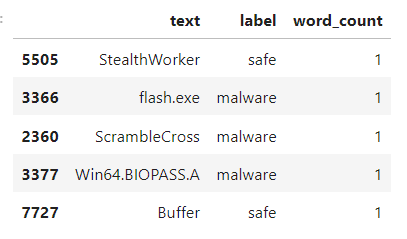 text label word_count
5505 StealthWorker safe 1
3366 flash.exe malware 1
2360 ScrambleCross malware 1
3377 Win64.BIOPASS.A malware 1
7727 Buffer safe 1